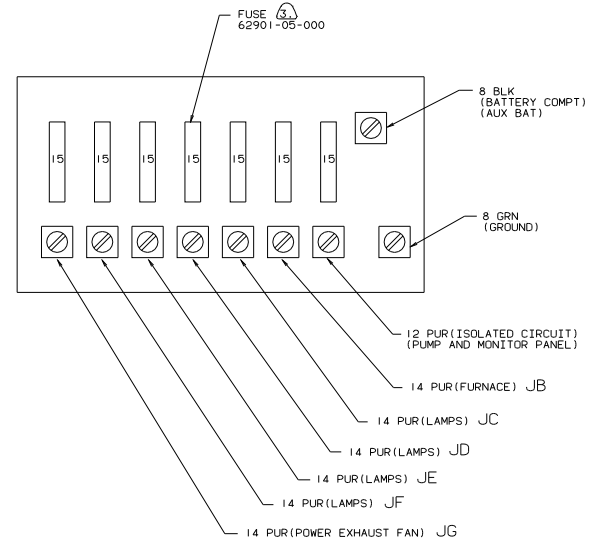 FUSE 3.
62901-05-000
8 BLK
(BATTERY COMPT)
(AUX BAT)
15 15 15 15 15 15 15
8 GRN
(GROUND)
12 PUR(ISOLATED CIRCUIT)
(PUMP AND MONITOR PANEL)
14 PUR(FURNACE) JB
14 PUR(LAMPS) JC
14 PUR(LAMPS) JD
14 PUR(LAMPS) JE
14 PUR(LAMPS) JF
14 PUR(POWER EXHAUST FAN) JG